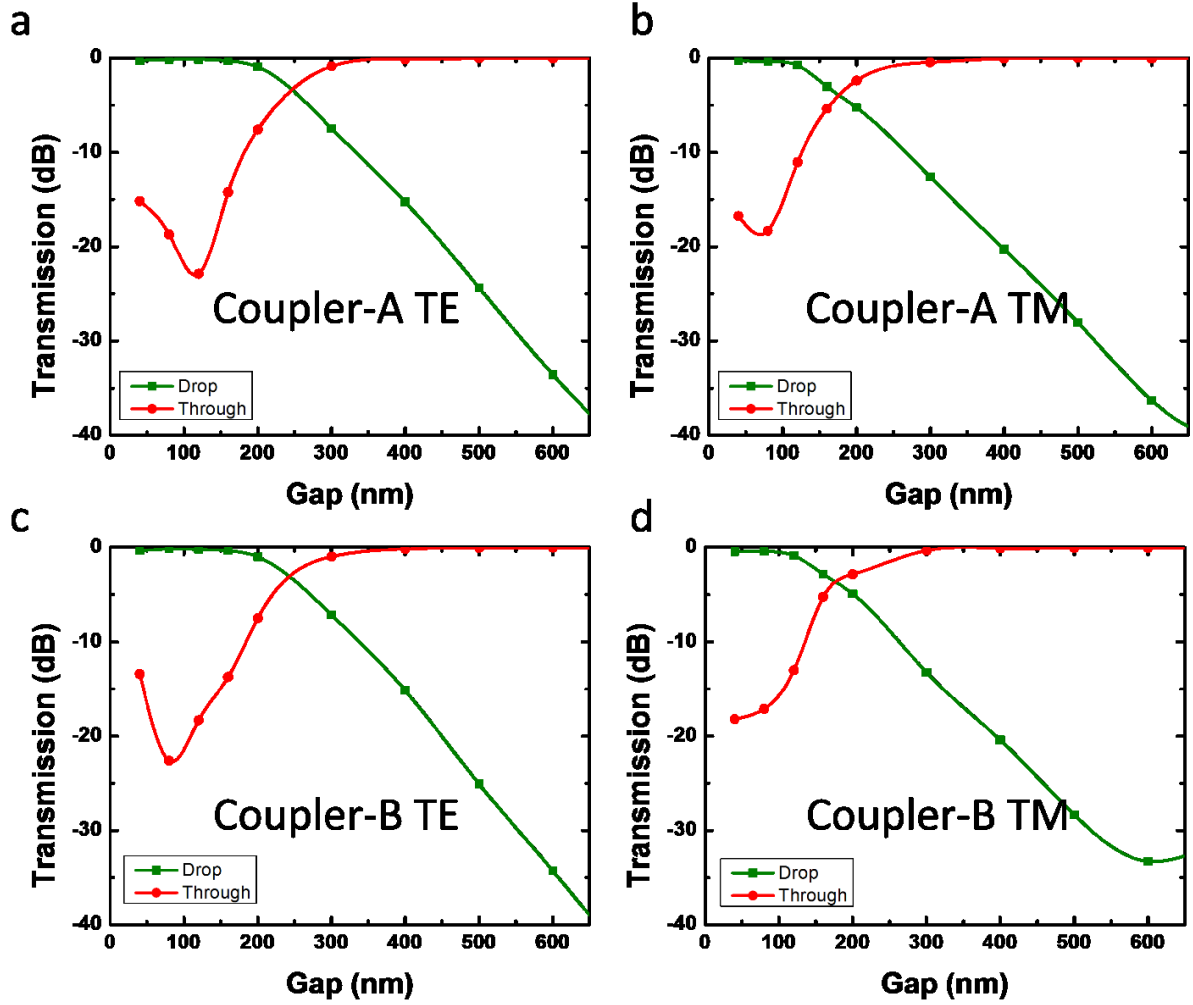 a
Transmission (dB)
0
-10
-20
-30
-40
Coupler-A TE
Drop
Through
0 100 200 300 400 500 600
Gap (nm)
b
Transmission (dB)
0
-10
-20
-30
-40
Coupler-A TM
Drop
Through
0 100 200 300 400 500 600
Gap (nm)
c
Transmission (dB)
0
-10
-20
-30
-40
Coupler-B TE
Drop
Through
0 100 200 300 400 500 600
Gap (nm)
d
Transmission (dB)
0
-10
-20
-30
-40
Coupler-B TM
Drop
Through
0 100 200 300 400 500 600
Gap (nm)